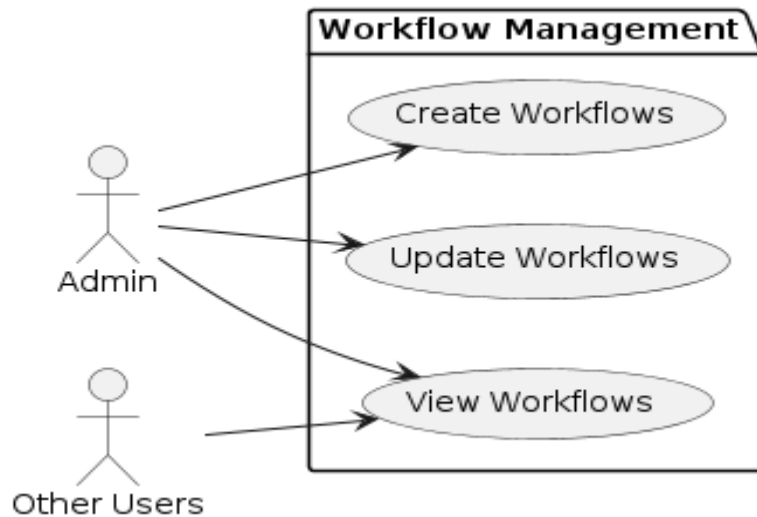 Workflow Management
Create Workflows
Update Workflows
Admin
View Workflows
Other Users